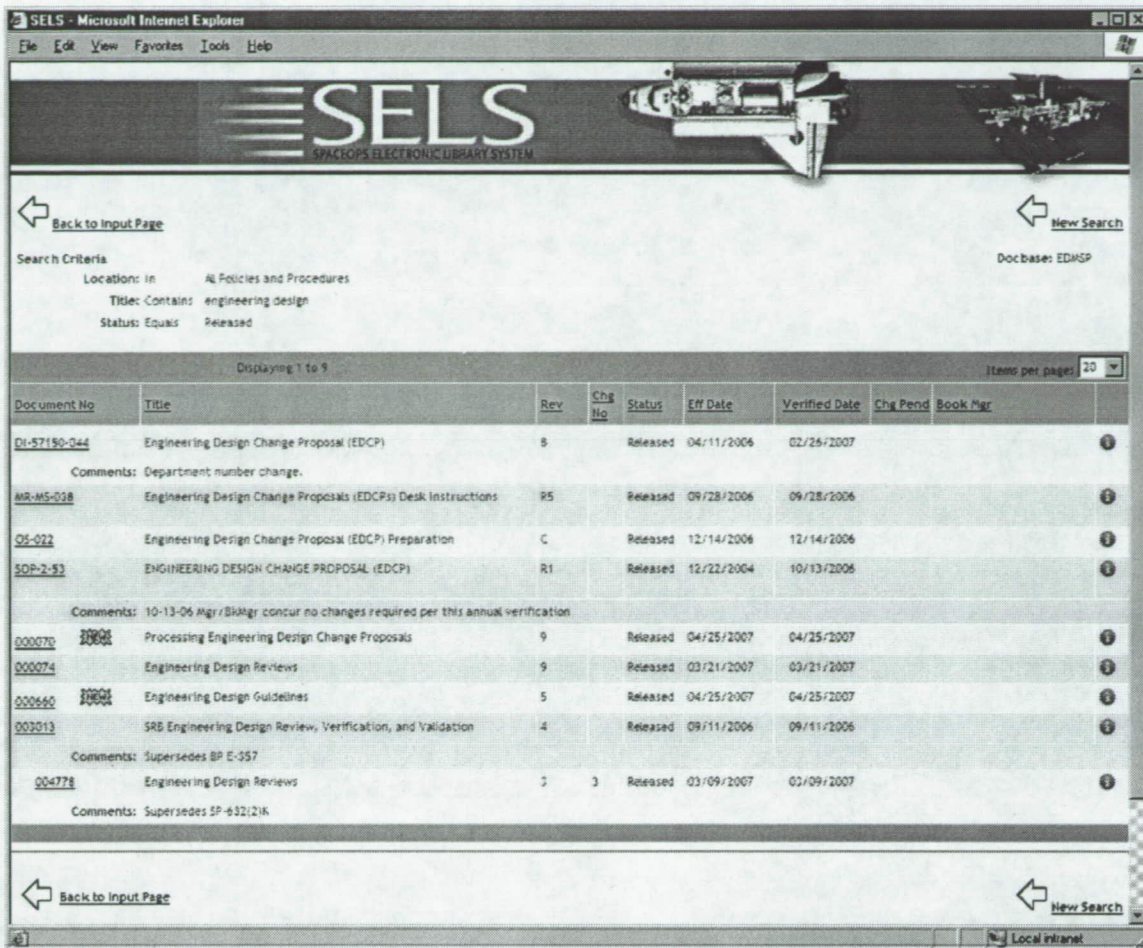 SELS - Microsoft Internet Explorer
File Edit View Favorites Tools Help
SELS
SPACEOPS ELECTRONIC LIBRARY SYSTEM
Back to Input Page
New Search
Search Criteria
Docbase: EDMSP
Location: In All Policies and Procedures
Title: Contains engineering design
Status: Equals Released
Displaying 1 to 9
Items per page: 20
Document No Title Rev Chg No Status Eff Date Verified Date Chg Pend Book Mgr
DI-57150-044 Engineering Design Change Proposal (EDCP) B Released 04/11/2006 02/26/2007
Comments: Department number change.
MR-MS-038 Engineering Design Change Proposals (EDCPs) Desk Instructions R5 Released 09/28/2006 09/28/2006
OS-022 Engineering Design Change Proposal (EDCP) Preparation C Released 12/14/2006 12/14/2006
SOP-2-53 ENGINEERING DESIGN CHANGE PROPOSAL (EDCP) R1 Released 12/22/2004 10/13/2006
Comments: 10-13-06 Mgr/BkMgr concur no changes required per this annual verification
000070 Processing Engineering Design Change Proposals 9 Released 04/25/2007 04/25/2007
000074 Engineering Design Reviews 9 Released 03/21/2007 03/21/2007
000660 Engineering Design Guidelines 5 Released 04/25/2007 04/25/2007
003013 SRB Engineering Design Review, Verification, and Validation 4 Released 09/11/2006 09/11/2006
Comments: Supersedes BP E-357
004778 Engineering Design Reviews 3 Released 03/09/2007 03/09/2007
Comments: Supersedes SP-632(2)K
Back to Input Page
New Search
Local intranet